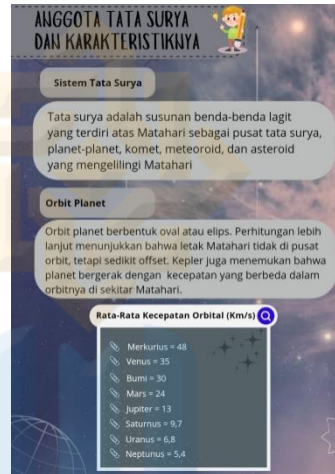 ANGGOTA TATA SURYA
DAN KARAKTERISTIKNYA
Sistem Tata Surya
Tata surya adalah susunan benda-benda lagit
yang terdiri atas Matahari sebagai pusat tata surya,
planet-planet, komet, meteoroid, dan asteroid
yang mengelilingi Matahari
Orbit Planet
Orbit planet berbentuk oval atau elips. Perhitungan lebih
lanjut menunjukkan bahwa letak Matahari tidak di pusat
orbit, tetapi sedikit offset. Kepler juga menemukan bahwa
planet bergerak dengan kecepatan yang berbeda dalam
orbitnya di sekitar Matahari.
Rata-Rata Kecepatan Orbital (Km/s)
Merkurius = 48
Venus = 35
Bumi = 30
Mars = 24
Jupiter = 13
Saturnus = 9,7
Uranus = 6,8
Neptunus = 5,4